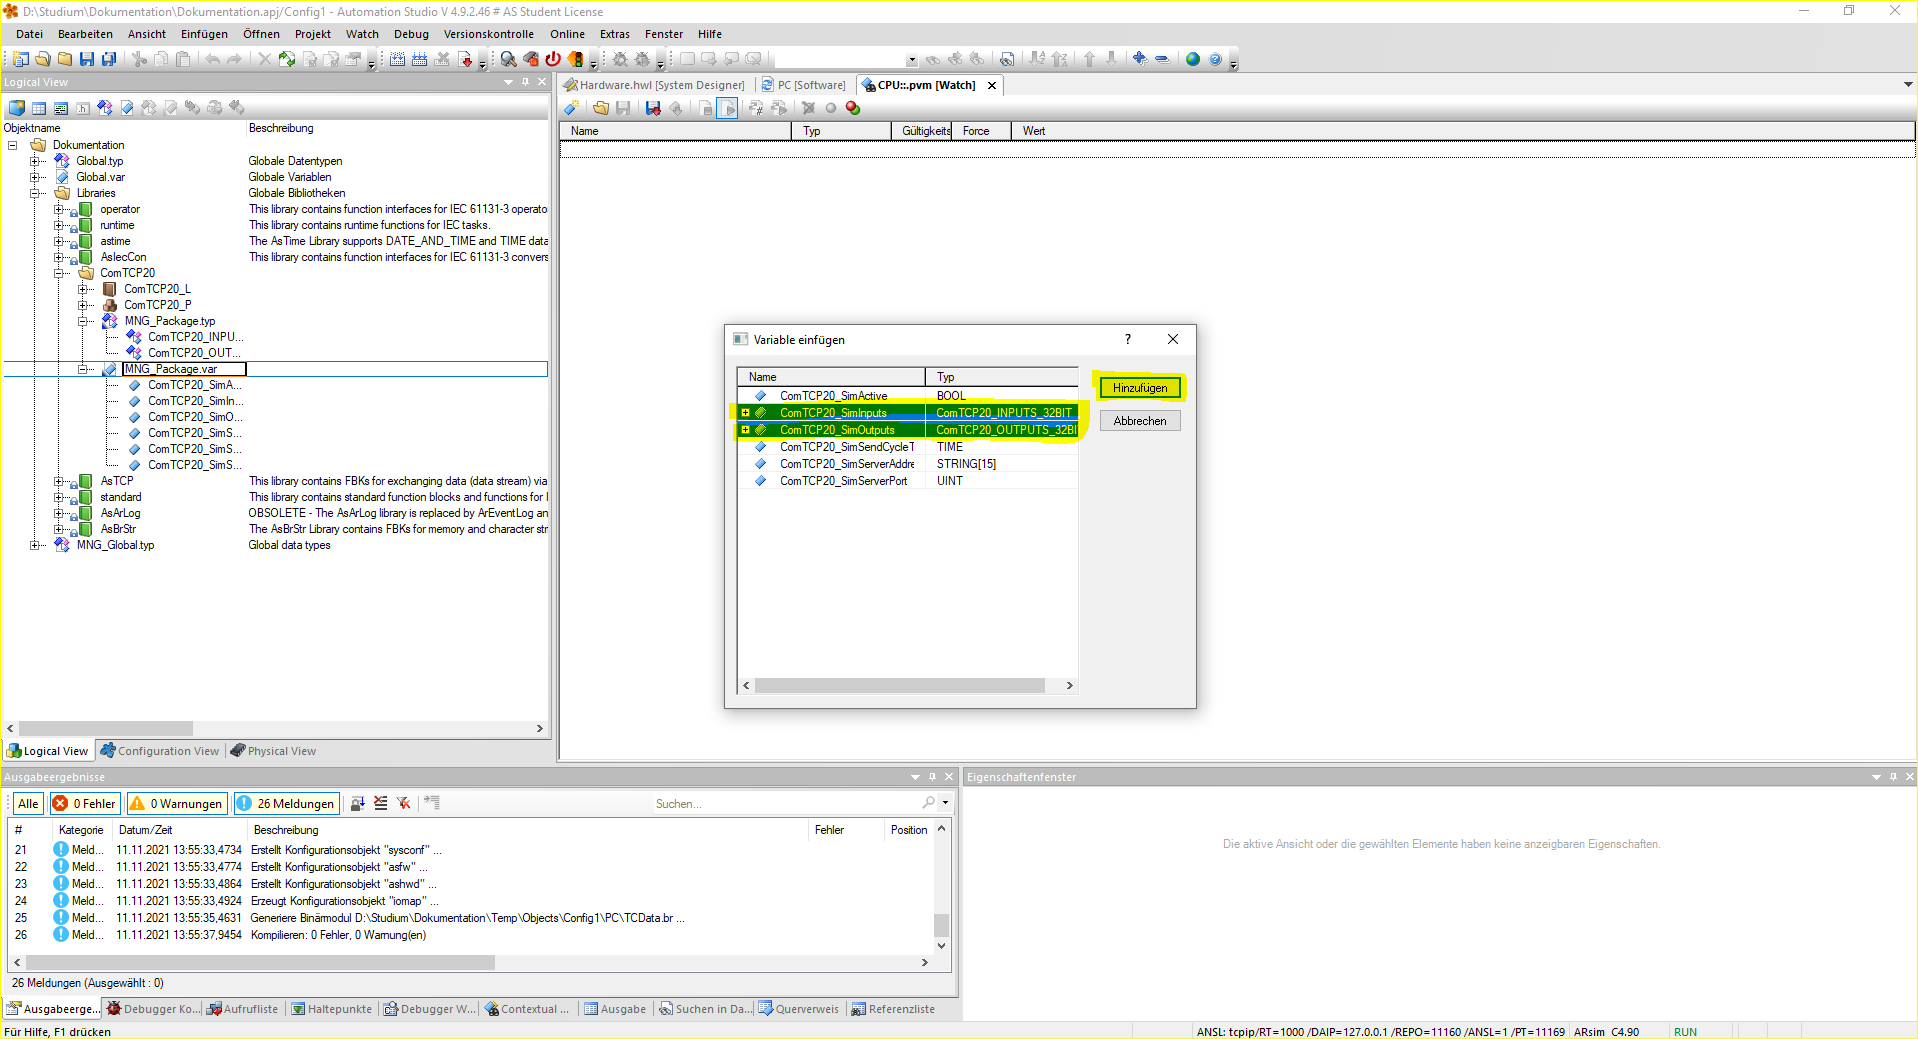 D:\Studium\Dokumentation\Dokumentation.apj/Config1 - Automation Studio V 4.9.2.46 # AS Student License
Datei Bearbeiten Ansicht Einfügen Öffnen Projekt Watch Debug Versionskontrolle Online Extras Fenster Hilfe
Logical View
Hardware.hwl [System Designer] PC [Software] CPU::.pvm [Watch]
Objektname Beschreibung
Name Typ Gültigkeits Force Wert
Dokumentation
Global.typ Globale Datentypen
Global.var Globale Variablen
Libraries Globale Bibliotheken
operator This library contains function interfaces for IEC 61131-3 operato
runtime This library contains runtime functions for IEC tasks.
astime The AsTime Library supports DATE_AND_TIME and TIME data
AsIecCon This library contains function interfaces for IEC 61131-3 convers
ComTCP20
ComTCP20_L
ComTCP20_P
MNG_Package.typ
ComTCP20_INPU...
ComTCP20_OUT...
MNG_Package.var
ComTCP20_SimA...
ComTCP20_SimIn...
ComTCP20_SimO...
ComTCP20_SimS...
ComTCP20_SimS...
ComTCP20_SimS...
AsTCP This library contains FBKs for exchanging data (data stream) via
standard This library contains standard function blocks and functions for I
AsArLog OBSOLETE - The AsArLog library is replaced by ArEventLog an
AsBrStr The AsBrStr Library contains FBKs for memory and character str
MNG_Global.typ Global data types
Variable einfügen ?
Name Typ
ComTCP20_SimActive BOOL
ComTCP20_SimInputs ComTCP20_INPUTS_32BIT
ComTCP20_SimOutputs ComTCP20_OUTPUTS_32BI
ComTCP20_SimSendCycleT TIME
ComTCP20_SimServerAddre STRING[15]
ComTCP20_SimServerPort UINT
Hinzufügen
Abbrechen
Logical View Configuration View Physical View
Ausgabeergebnisse
Alle 0 Fehler 0 Warnungen 26 Meldungen Suchen...
# Kategorie Datum/Zeit Beschreibung Fehler Position
21 Meld... 11.11.2021 13:55:33,4734 Erstellt Konfigurationsobjekt "sysconf" ...
22 Meld... 11.11.2021 13:55:33,4774 Erstellt Konfigurationsobjekt "asfw" ...
23 Meld... 11.11.2021 13:55:33,4864 Erstellt Konfigurationsobjekt "ashwd" ...
24 Meld... 11.11.2021 13:55:33,4924 Erzeugt Konfigurationsobjekt "iomap" ...
25 Meld... 11.11.2021 13:55:35,4631 Generiere Binämodul D:\Studium\Dokumentation\Temp\Objects\Config1\PC\TCData.br ...
26 Meld... 11.11.2021 13:55:37,9454 Kompilieren: 0 Fehler, 0 Warnung(en)
26 Meldungen (Ausgewählt : 0)
Eigenschaftenfenster
Die aktive Ansicht oder die gewählten Elemente haben keine anzeigbaren Eigenschaften.
Ausgabeerge... Debugger Ko... Aufrufliste Haltepunkte Debugger W... Contextual ... Ausgabe Suchen in Da... Querverweis Referenzliste
Für Hilfe, F1 drücken
ANSL: tcpip/RT=1000 /DAIP=127.0.0.1 /REPO=11160 /ANSL=1 /PT=11169 ARsim C4.90 RUN